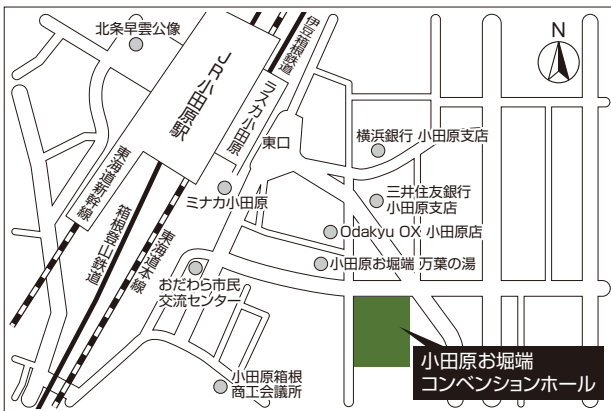 北条早雲公像
JR小田原駅
伊豆箱根鉄道
ラスカ小田原
東口
N
横浜銀行 小田原支店
三井住友銀行
小田原支店
ミナカ小田原
Odakyu OX 小田原店
小田原お堀端 万葉の湯
東海道新幹線
箱根登山鉄道
東海道本線
おだわら市民
交流センター
小田原箱根
商工会議所
小田原お堀端
コンベンションホール